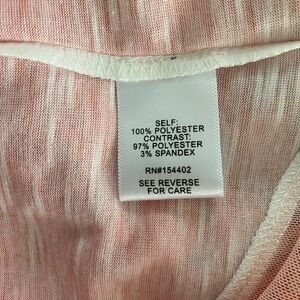 SELF:
100% POLYESTER
CONTRAST:
97% POLYESTER
3% SPANDEX
RN#154402
SEE REVERSE
FOR CARE